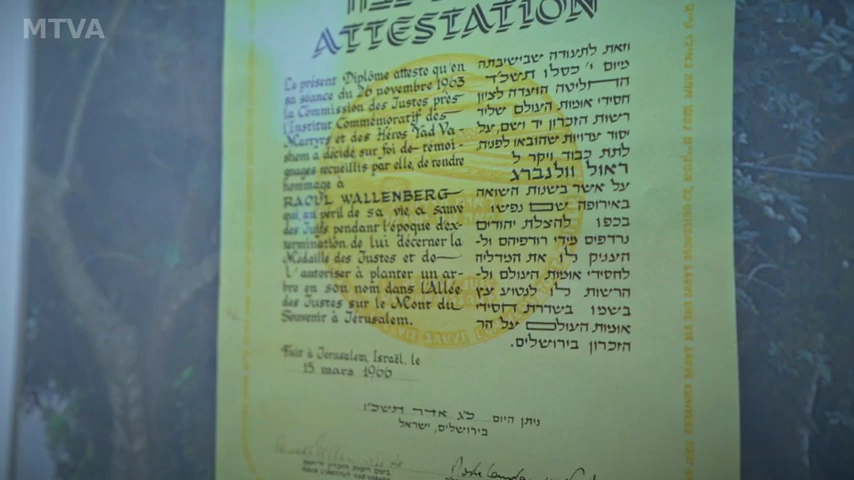 MTVA
ATTESTATION
Le présent Diplôme atteste qu'en
sa séance du 26 novembre 1963
la Commission des Justes près
l'Institut Commémoratif des
Martyrs et des Héros Yad Va-
shem a décidé sur foi de témoi-
gnages recueillis par elle, de rendre
hommage à
RAOUL WALLENBERG
qui au péril de sa vie a sauvé
des Juifs pendant l'époque d'ex-
termination de lui décerner la
Médaille des Justes et de
l'autoriser à planter un ar-
bre en son nom dans l'Allée
des Justes sur le Mont du
Souvenir à Jérusalem.
Fait à Jérusalem, Israël, le
15 mars 1966
וזאת לתעודה שבישיבתה
מיום י' כסלו תשכ"ד
החליטה הועדה לציון
חסידי אומות העולם שליד
רשות הזכרון יד ושם, על
יסוד עדויות שהובאו לפניה,
לתת כבוד ויקר ל
ראול וולנברג
על אשר בשנות השואה
באירופה שם נפשו
בכפו להצלת יהודים
נרדפים מידי רודפיהם ול-
העניק לו את המדליה
לחסידי אומות העולם ול-
הרשות לו לנטוע עץ
בשמו בשדרת חסידי
אומות העולם על הר
הזכרון בירושלים.
ניתן היום כג אדר תשכ"ו
בירושלים, ישראל